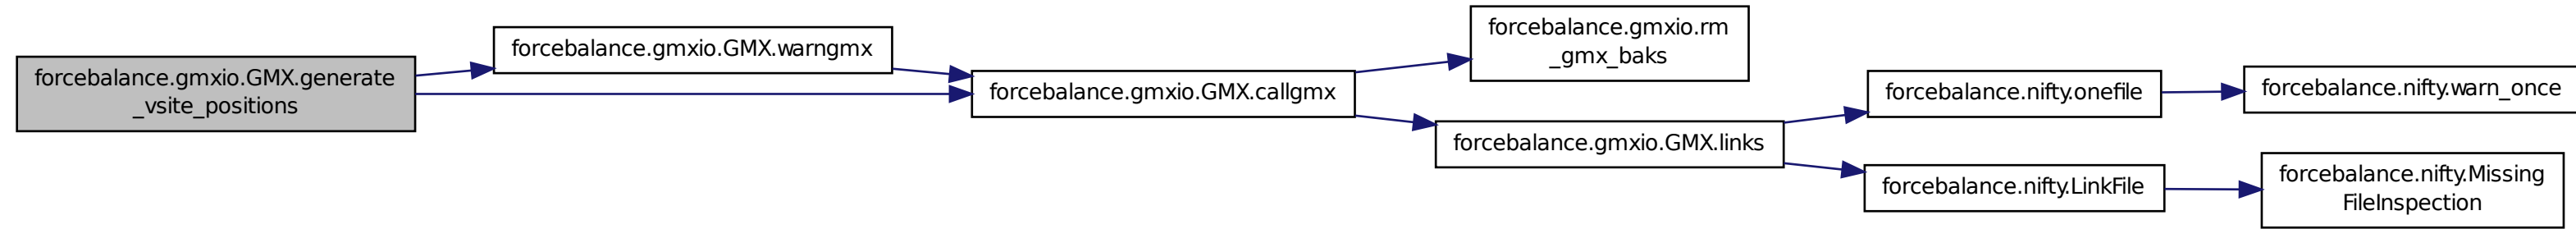 forcebalance.gmxio.GMX.generate
_vsite_positions
forcebalance.gmxio.GMX.warngmx
forcebalance.gmxio.GMX.callgmx
forcebalance.gmxio.rm
_gmx_baks
forcebalance.gmxio.GMX.links
forcebalance.nifty.onefile
forcebalance.nifty.LinkFile
forcebalance.nifty.warn_once
forcebalance.nifty.Missing
FileInspection